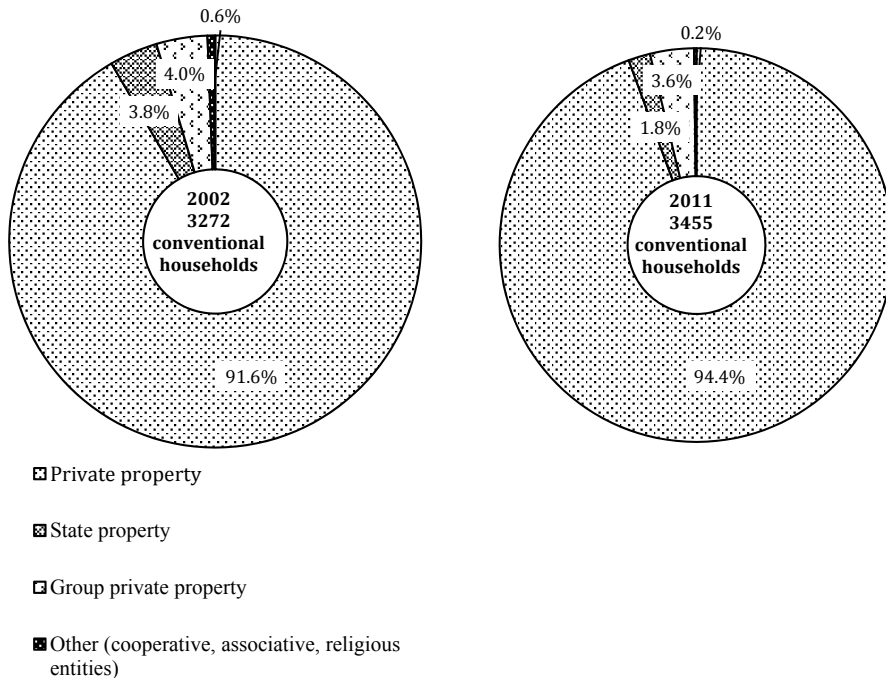 0.6%
4.0%
3.8%
2002
3272
conventional
households
91.6%
0.2%
3.6%
1.8%
2011
3455
conventional
households
94.4%
Private property
State property
Group private property
Other (cooperative, associative, religious
entities)